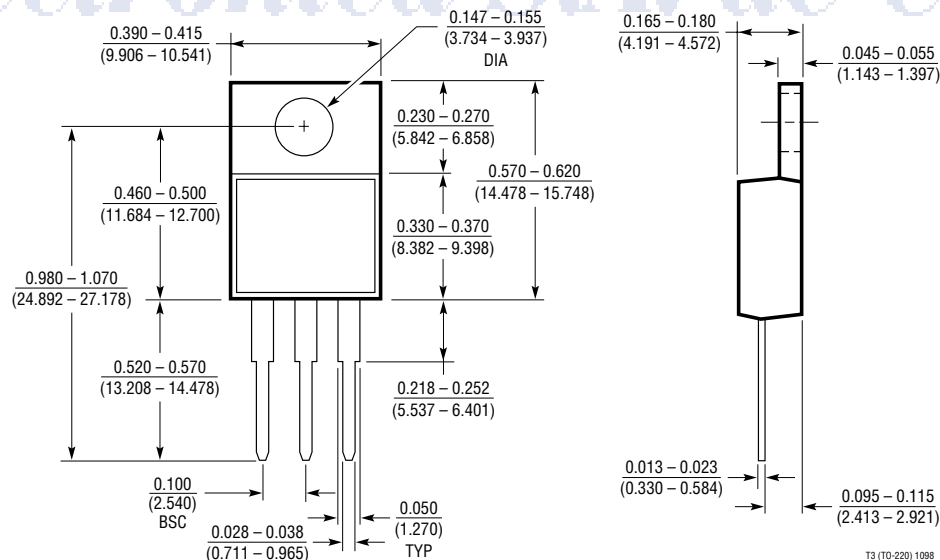 0.390 – 0.415
(9.906 – 10.541)
0.147 – 0.155
(3.734 – 3.937)
DIA
0.165 – 0.180
(4.191 – 4.572)
0.045 – 0.055
(1.143 – 1.397)
0.230 – 0.270
(5.842 – 6.858)
0.570 – 0.620
(14.478 – 15.748)
0.460 – 0.500
(11.684 – 12.700)
0.330 – 0.370
(8.382 – 9.398)
0.980 – 1.070
(24.892 – 27.178)
0.520 – 0.570
(13.208 – 14.478)
0.218 – 0.252
(5.537 – 6.401)
0.100
(2.540)
BSC
0.028 – 0.038
(0.711 – 0.965)
0.050
(1.270)
TYP
0.013 – 0.023
(0.330 – 0.584)
0.095 – 0.115
(2.413 – 2.921)
T3 (TO-220) 1098